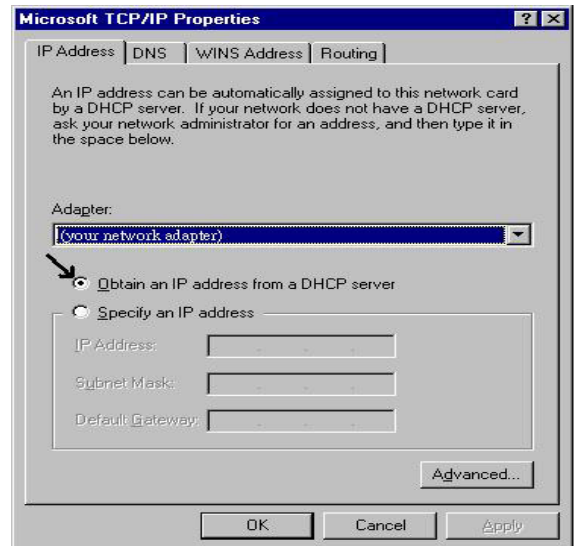 Microsoft TCP/IP Properties
IP Address DNS WINS Address Routing
An IP address can be automatically assigned to this network card
by a DHCP server. If your network does not have a DHCP server,
ask your network administrator for an address, and then type it in
the space below.
Adapter:
(your network adapter)
Obtain an IP address from a DHCP server
Specify an IP address
IP Address:
Subnet Mask:
Default Gateway:
Advanced...
OK Cancel Apply